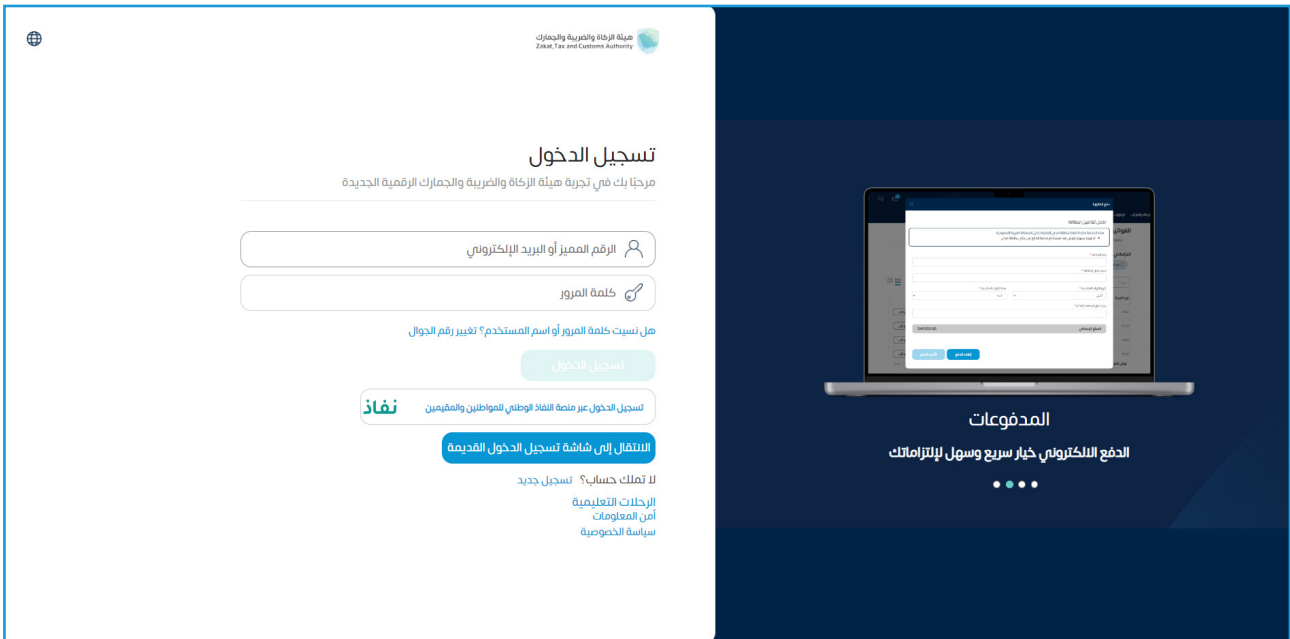 هيئة الزكاة والضريبة والجمارك
Zakat, Tax and Customs Authority
تسجيل الدخول
مرحبًا بك في تجربة هيئة الزكاة والضريبة والجمارك الرقمية الجديدة
الرقم المميز أو البريد الإلكتروني
كلمة المرور
هل نسيت كلمة المرور أو اسم المستخدم؟ تغيير رقم الجوال
تسجيل الدخول
تسجيل الدخول عبر منصة النفاذ الوطني للمواطنين والمقيمين نفاذ
الانتقال إلى شاشة تسجيل الدخول القديمة
لا تملك حساب؟ تسجيل جديد
الرحلات التعليمية
أمن المعلومات
سياسة الخصوصية
المدفوعات
الدفع الالكتروني خيار سريع وسهل لإلتزاماتك